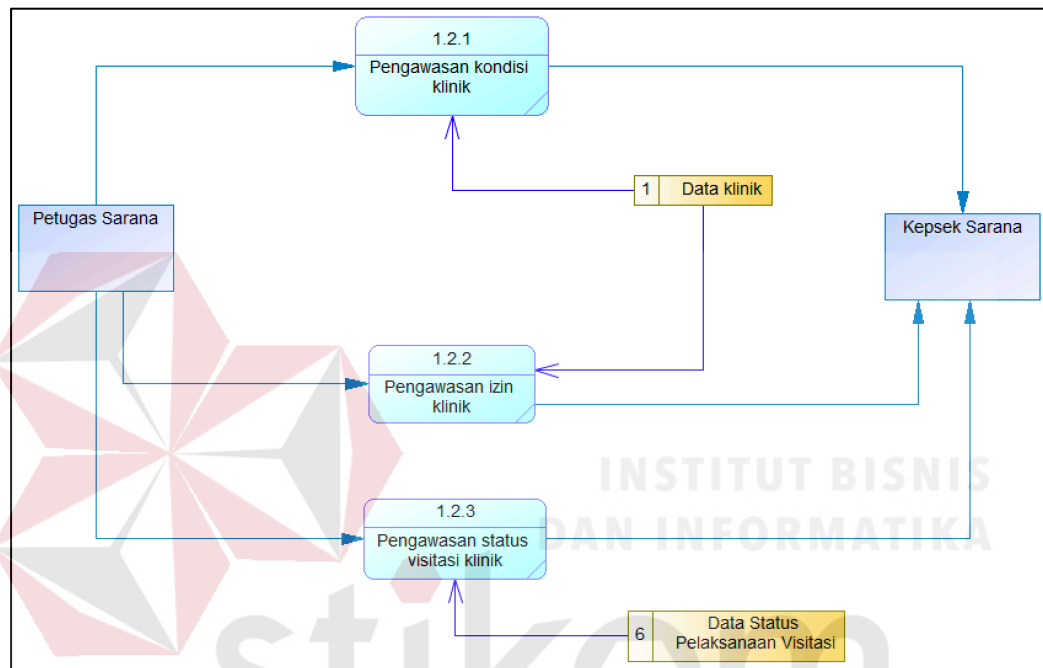 1.2.1
Pengawasan kondisi
klinik
1 Data klinik
Petugas Sarana
Kepsek Sarana
1.2.2
Pengawasan izin
klinik
INSTITUT BISNIS
DAN INFORMATIKA
1.2.3
Pengawasan status
visitasi klinik
6 Data Status
Pelaksanaan Visitasi
stikom